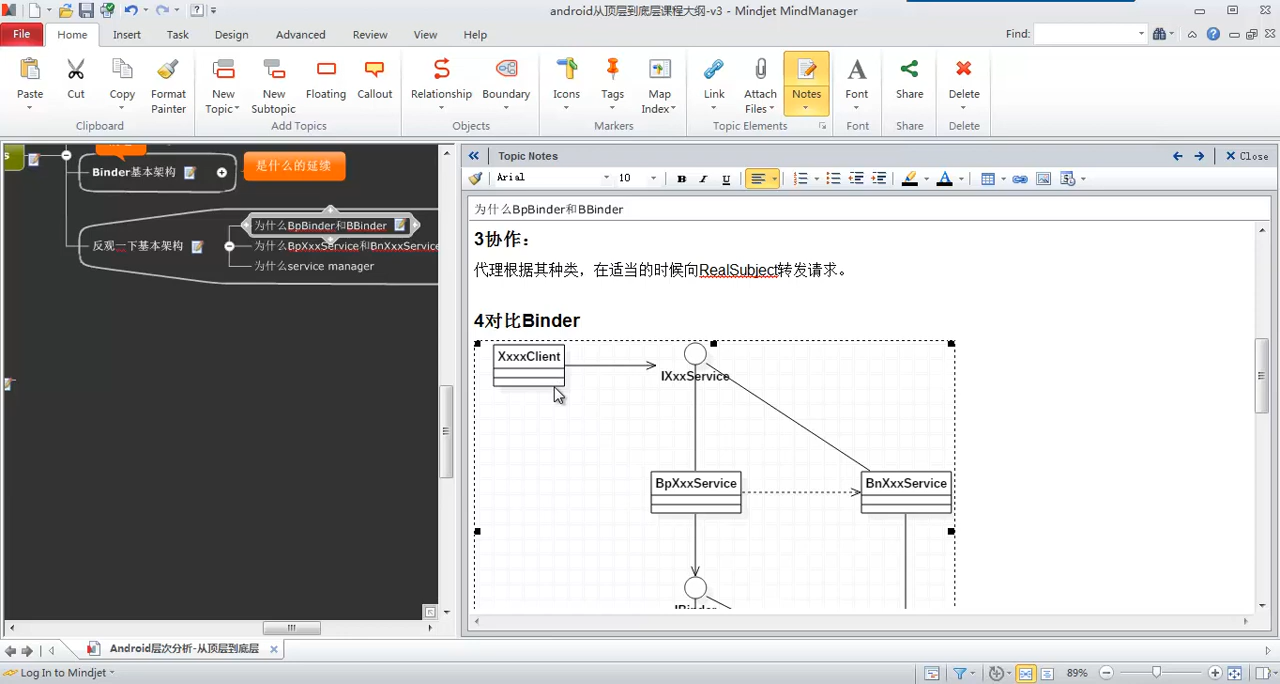 android从顶层到底层课程大纲-v3 - Mindjet MindManager
File Home Insert Task Design Advanced Review View Help Find:
Paste Cut Copy Format Painter New Topic New Subtopic Floating Callout Relationship Boundary Icons Tags Map Index Link Attach Files Notes Font Share Delete
Clipboard Add Topics Objects Markers Topic Elements Font Share Delete
s
Binder基本架构
是什么的延续
反观一下基本架构
为什么BpBinder和BBinder
为什么BpXxxService和BnXxxService
为什么service manager
Topic Notes Close
Arial 10 B I U A
为什么BpBinder和BBinder
3协作：
代理根据其种类，在适当的时候向RealSubject转发请求。
4对比Binder
XxxxClient
IXxxService
BpXxxService BnXxxService
IBinder
Android层次分析-从顶层到底层
Log In to Mindjet 89%